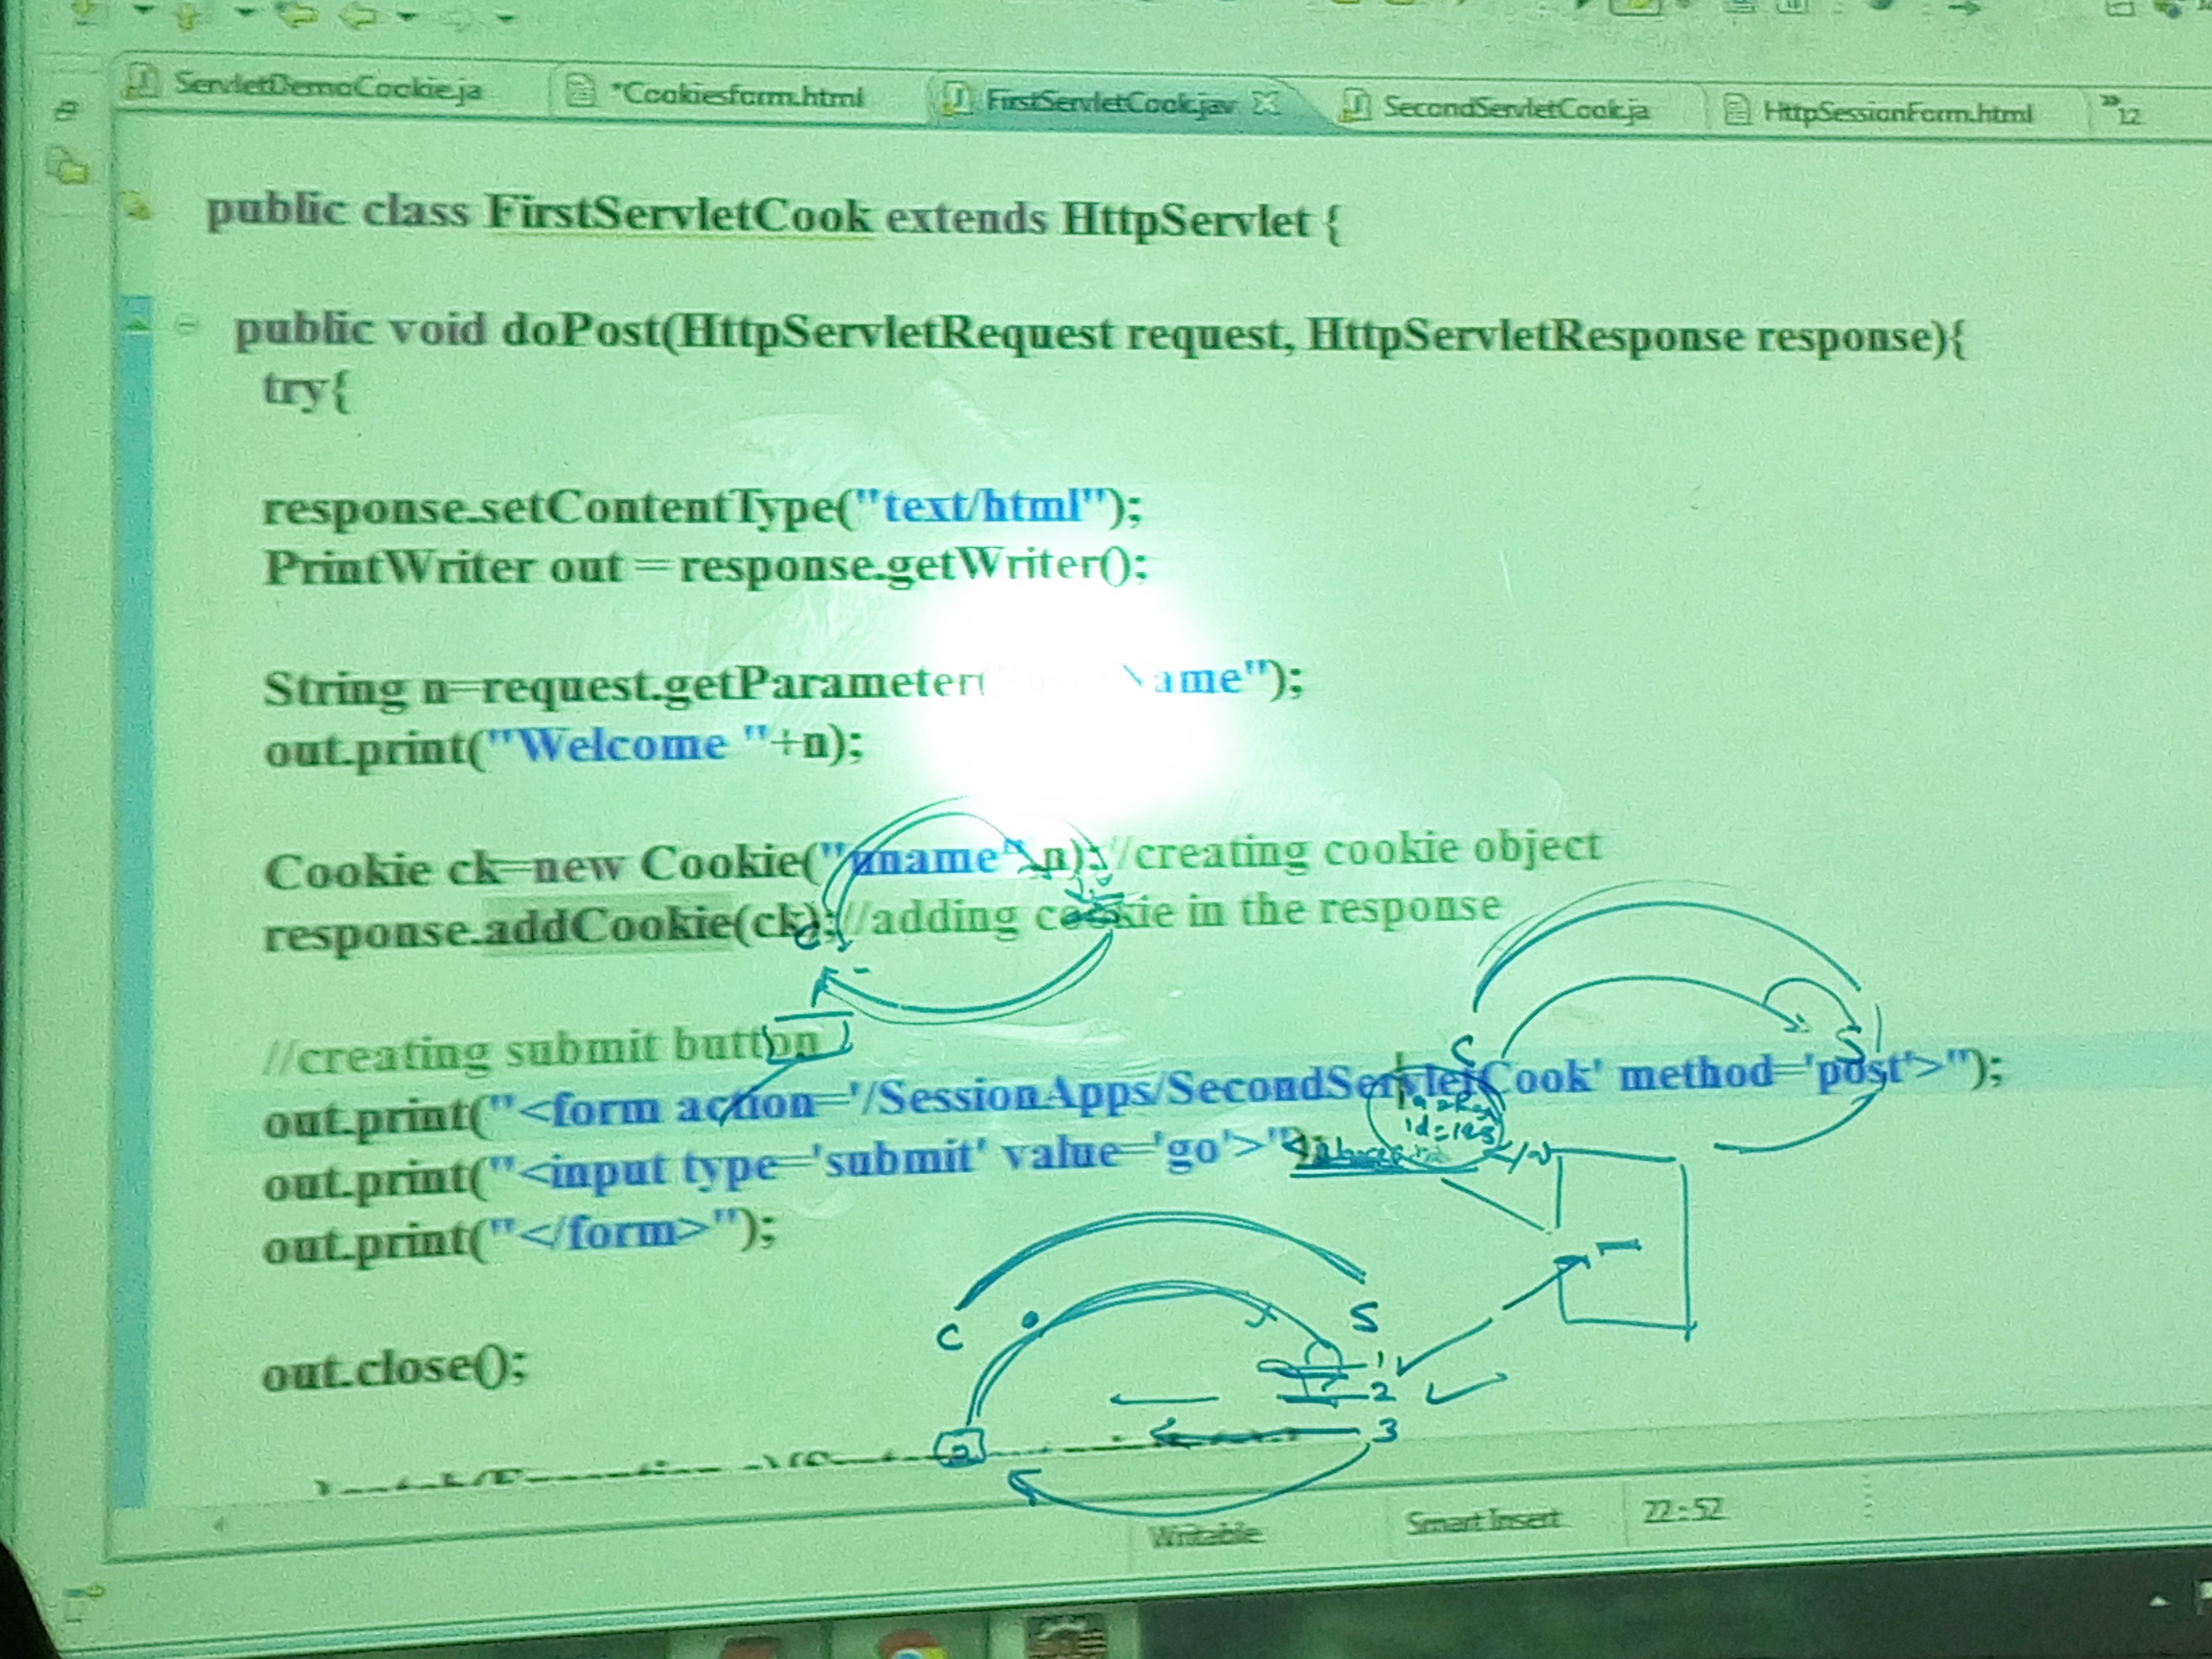 ServletDemoCookie.ja *Cookiesform.html FirstServletCook.jav SecondServletCook.ja HttpSessionForm.html »12
public class FirstServletCook extends HttpServlet {
public void doPost(HttpServletRequest request, HttpServletResponse response){
try{
response.setContentType("text/html");
PrintWriter out = response.getWriter();
String n=request.getParameter( ame");
out.print("Welcome "+n);
Cookie ck=new Cookie("uname",n);//creating cookie object
response.addCookie(ck);//adding cookie in the response
//creating submit button
out.print("<form action='/SessionApps/SecondServletCook' method='post'>");
out.print("<input type='submit' value='go'>");
out.print("</form>");
out.close();
C S
C
id=123
C S
1
2
3
Writable Smart Insert 22 : 52